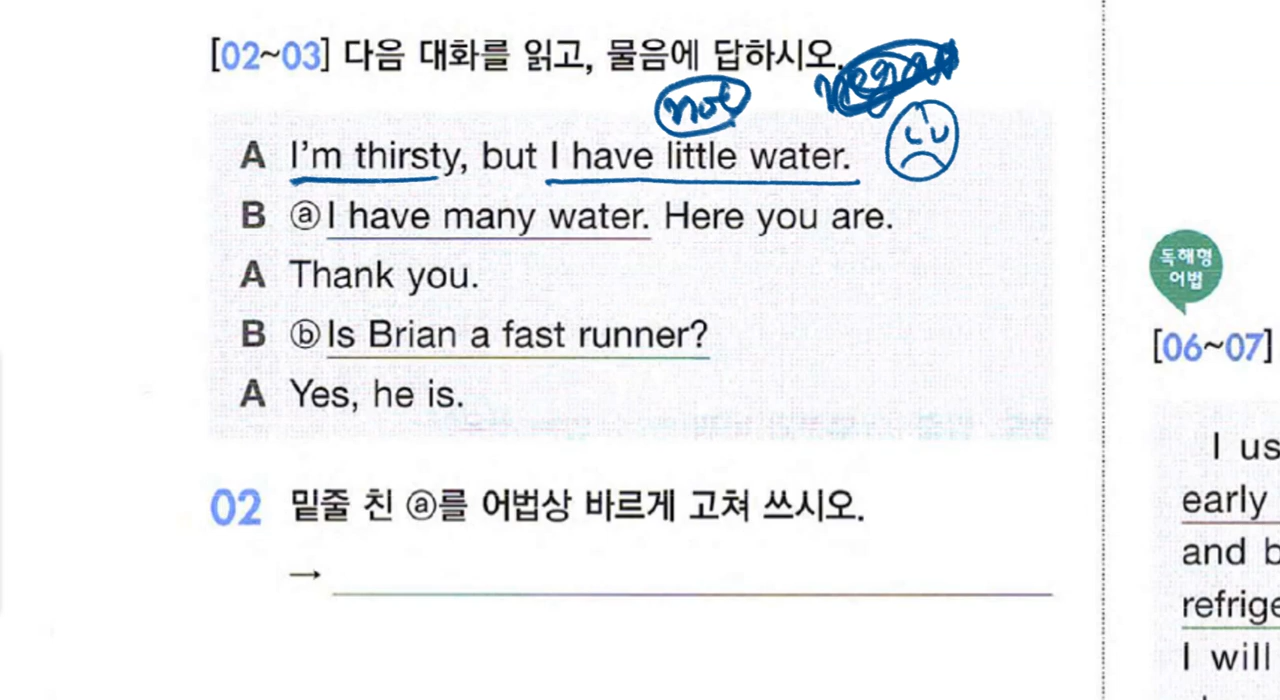 [02~03] 다음 대화를 읽고, 물음에 답하시오.
not
A I'm thirsty, but I have little water.
B ⓐI have many water. Here you are.
A Thank you.
B ⓑIs Brian a fast runner?
A Yes, he is.
02 밑줄 친 ⓐ를 어법상 바르게 고쳐 쓰시오.
→
독해형
어법
[06~07]
I us
early
and b
refrige
I will